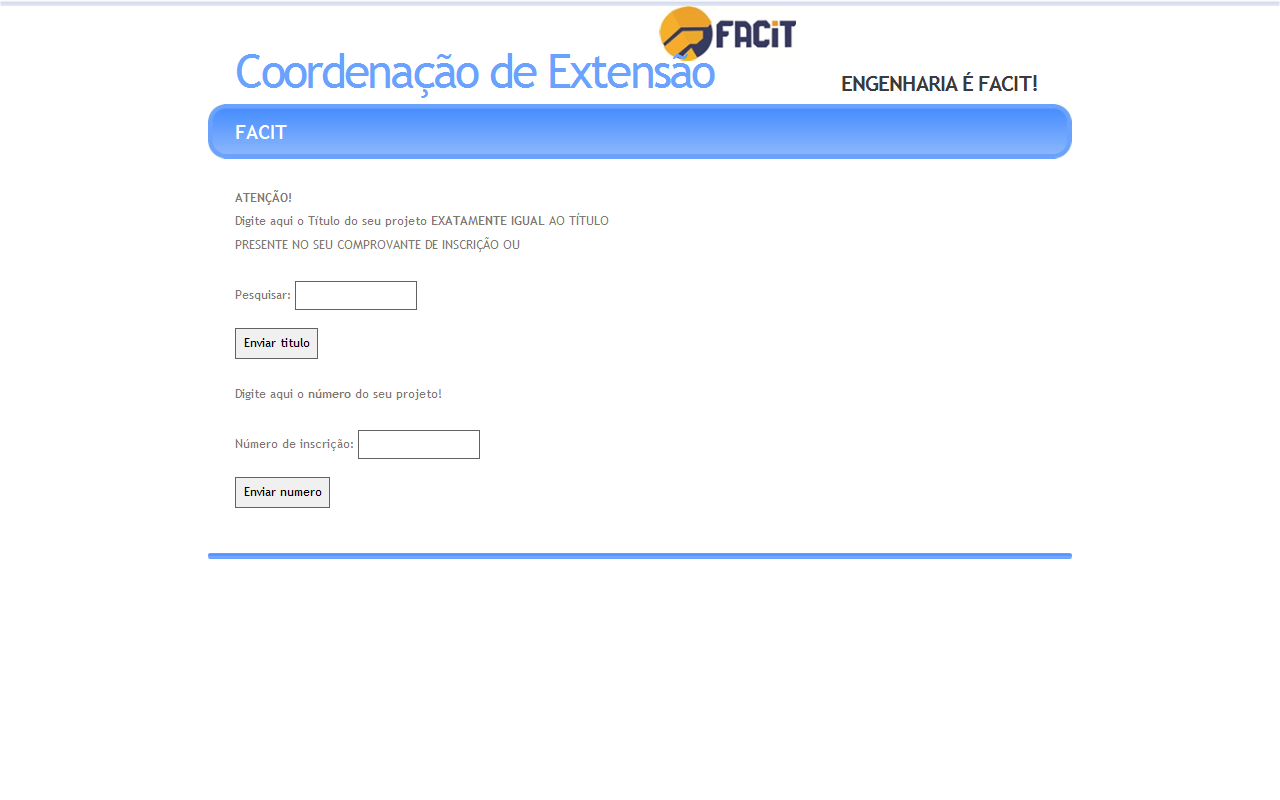 FACiT
Coordenação de Extensão
ENGENHARIA É FACIT!
FACIT
ATENÇÃO!
Digite aqui o Título do seu projeto EXATAMENTE IGUAL AO TÍTULO
PRESENTE NO SEU COMPROVANTE DE INSCRIÇÃO OU
Pesquisar:
Enviar titulo
Digite aqui o número do seu projeto!
Número de inscrição:
Enviar numero